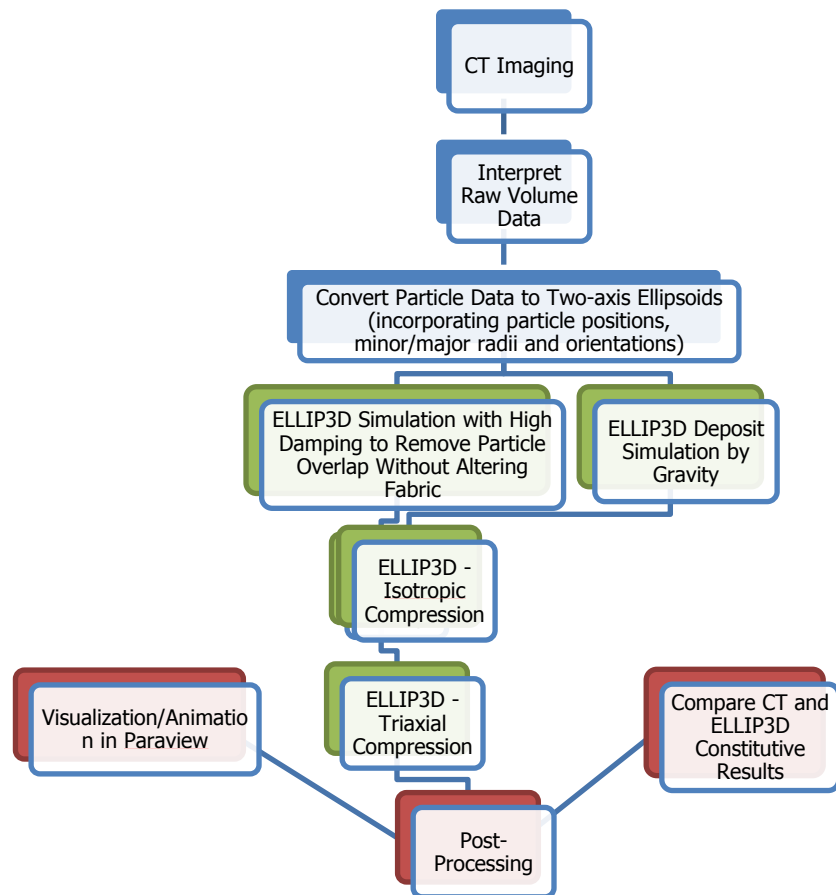 CT Imaging
Interpret
Raw Volume
Data
Convert Particle Data to Two-axis Ellipsoids
(incorporating particle positions,
minor/major radii and orientations)
ELLIP3D Simulation with High
Damping to Remove Particle
Overlap Without Altering
Fabric
ELLIP3D Deposit
Simulation by
Gravity
ELLIP3D -
Isotropic
Compression
ELLIP3D -
Triaxial
Compression
Visualization/Animatio
n in Paraview
Compare CT and
ELLIP3D
Constitutive
Results
Post-
Processing